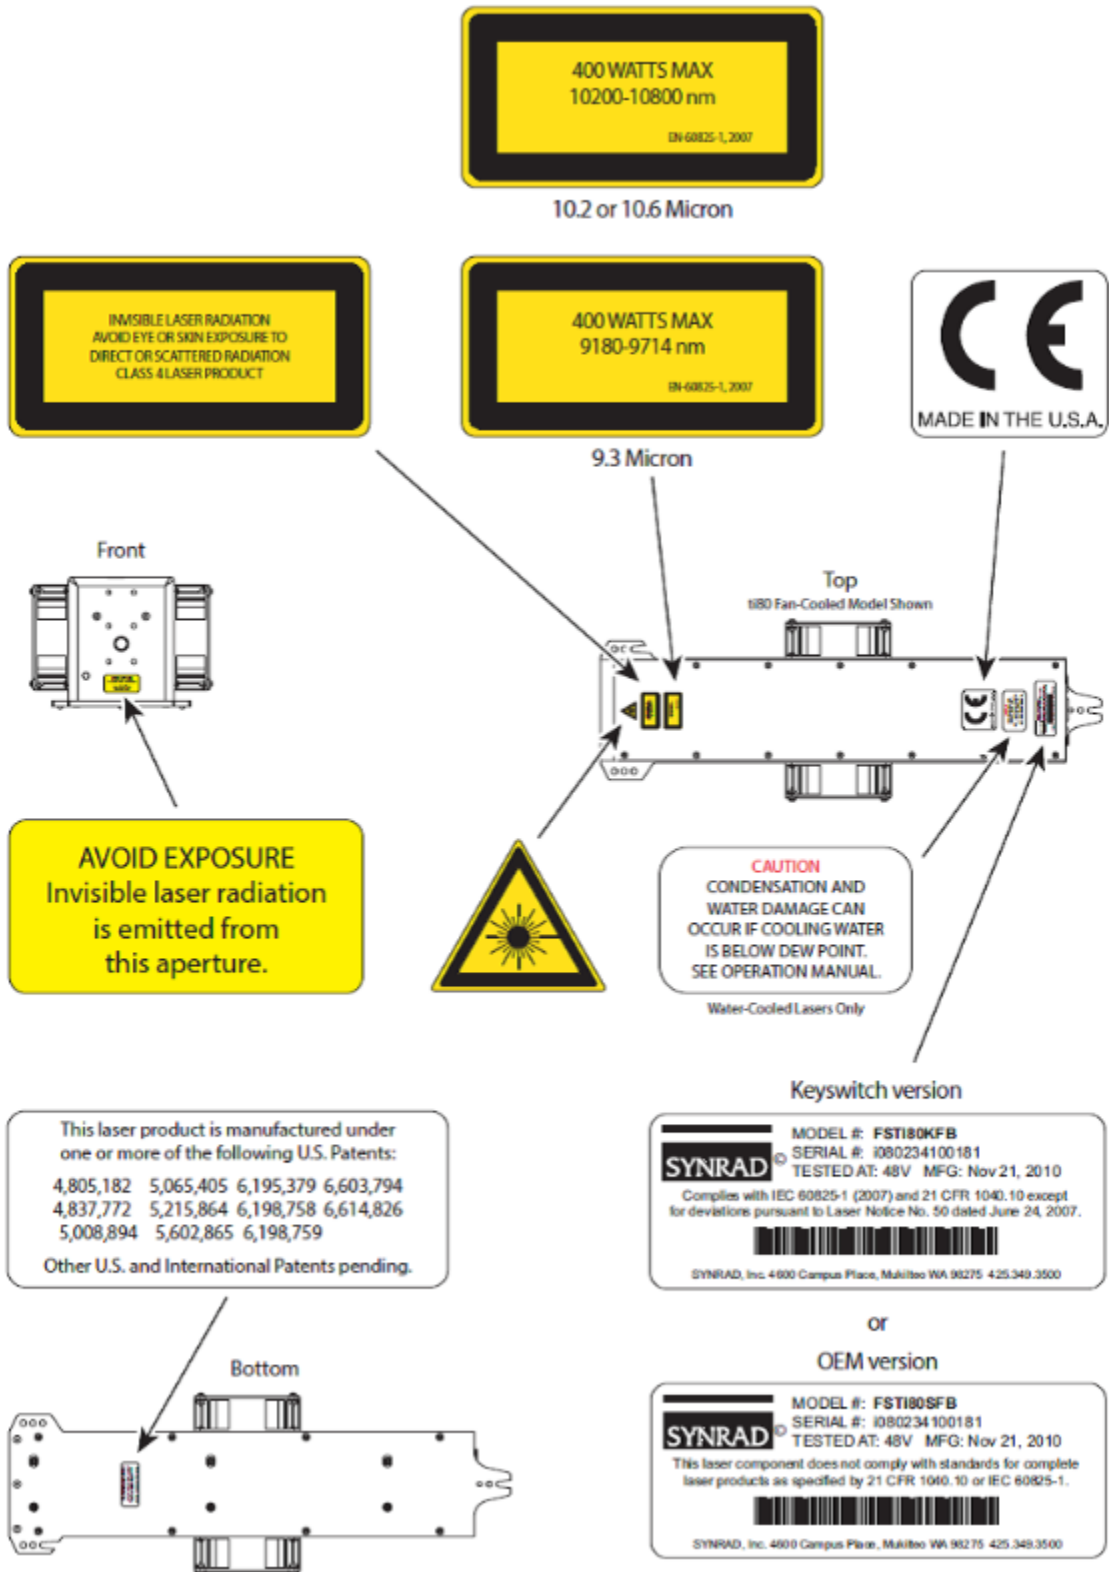 400 WATTS MAX
10200-10800 nm
EN-60825-1, 2007
10.2 or 10.6 Micron
INVISIBLE LASER RADIATION
AVOID EYE OR SKIN EXPOSURE TO
DIRECT OR SCATTERED RADIATION
CLASS 4 LASER PRODUCT
400 WATTS MAX
9180-9714 nm
EN-60825-1, 2007
9.3 Micron
CE
MADE IN THE U.S.A.
Front
Top
ti80 Fan-Cooled Model Shown
CE
AVOID EXPOSURE
Invisible laser radiation
is emitted from
this aperture.
CAUTION
CONDENSATION AND
WATER DAMAGE CAN
OCCUR IF COOLING WATER
IS BELOW DEW POINT.
SEE OPERATION MANUAL.
Water-Cooled Lasers Only
This laser product is manufactured under
one or more of the following U.S. Patents:
4,805,182 5,065,405 6,195,379 6,603,794
4,837,772 5,215,864 6,198,758 6,614,826
5,008,894 5,602,865 6,198,759
Other U.S. and International Patents pending.
Bottom
Keyswitch version
SYNRAD ©
MODEL #: FSTI80KFB
SERIAL #: i080234100181
TESTED AT: 48V MFG: Nov 21, 2010
Complies with IEC 60825-1 (2007) and 21 CFR 1040.10 except
for deviations pursuant to Laser Notice No. 50 dated June 24, 2007.
SYNRAD, Inc. 4600 Campus Place, Mukilteo WA 98275 425.349.3500
or
OEM version
SYNRAD ©
MODEL #: FSTI80SFB
SERIAL #: i080234100181
TESTED AT: 48V MFG: Nov 21, 2010
This laser component does not comply with standards for complete
laser products as specified by 21 CFR 1040.10 or IEC 60825-1.
SYNRAD, Inc. 4600 Campus Place, Mukilteo WA 98275 425.349.3500